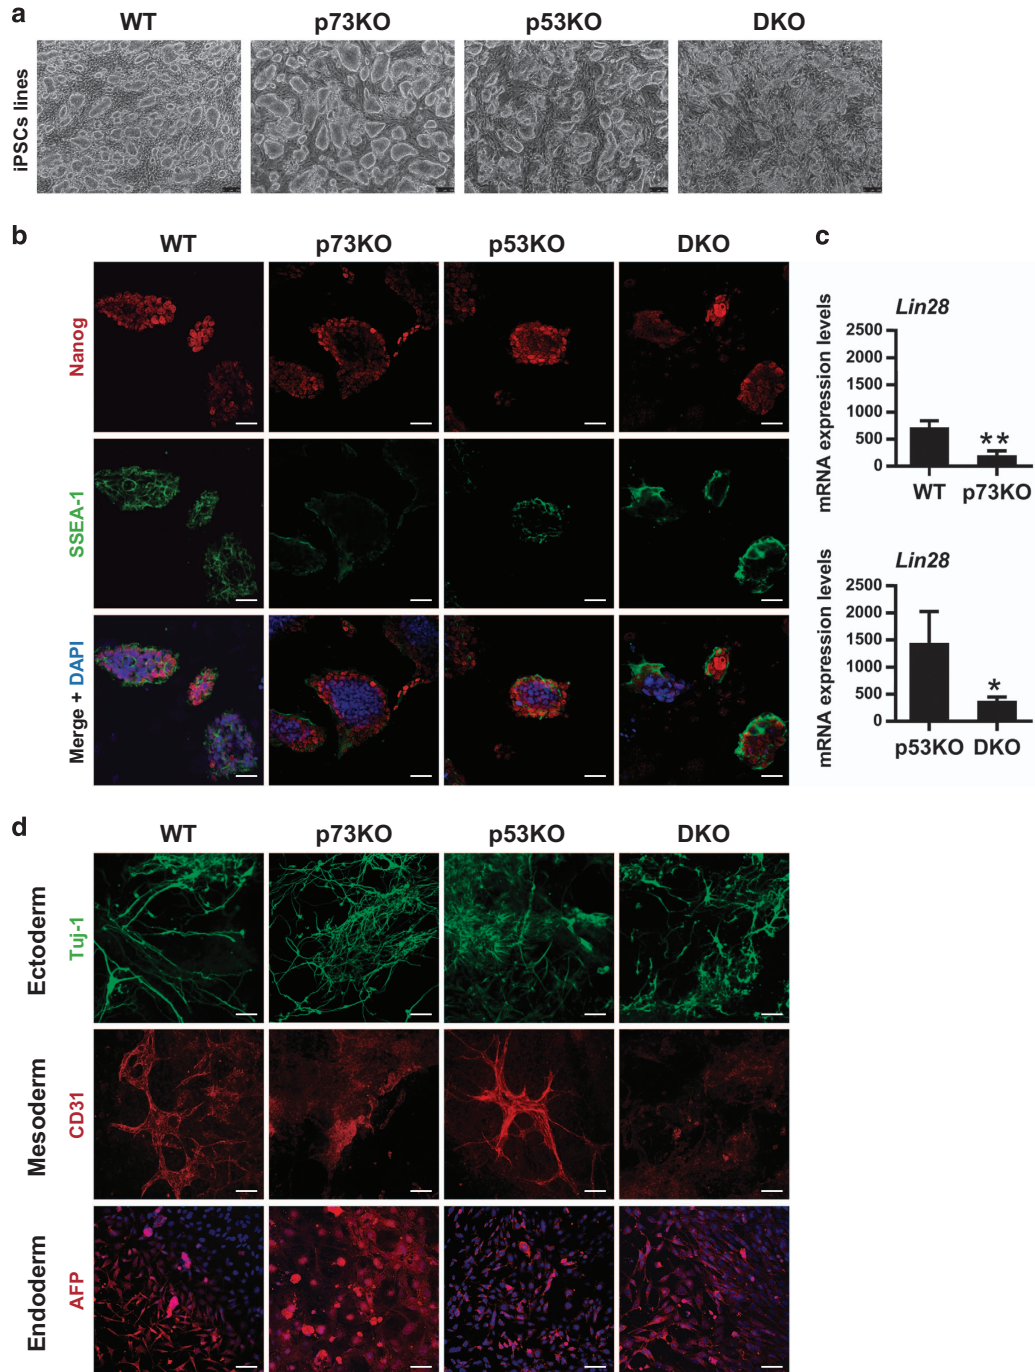 a
WT p73KO p53KO DKO
iPSCs lines
b
WT p73KO p53KO DKO
Nanog
SSEA-1
Merge + DAPI
c
Lin28
mRNA expression levels
2500
2000
1500
1000
500
0
**
WT p73KO
Lin28
mRNA expression levels
2500
2000
1500
1000
500
0
*
p53KO DKO
d
WT p73KO p53KO DKO
Ectoderm
Tuj-1
Mesoderm
CD31
Endoderm
AFP